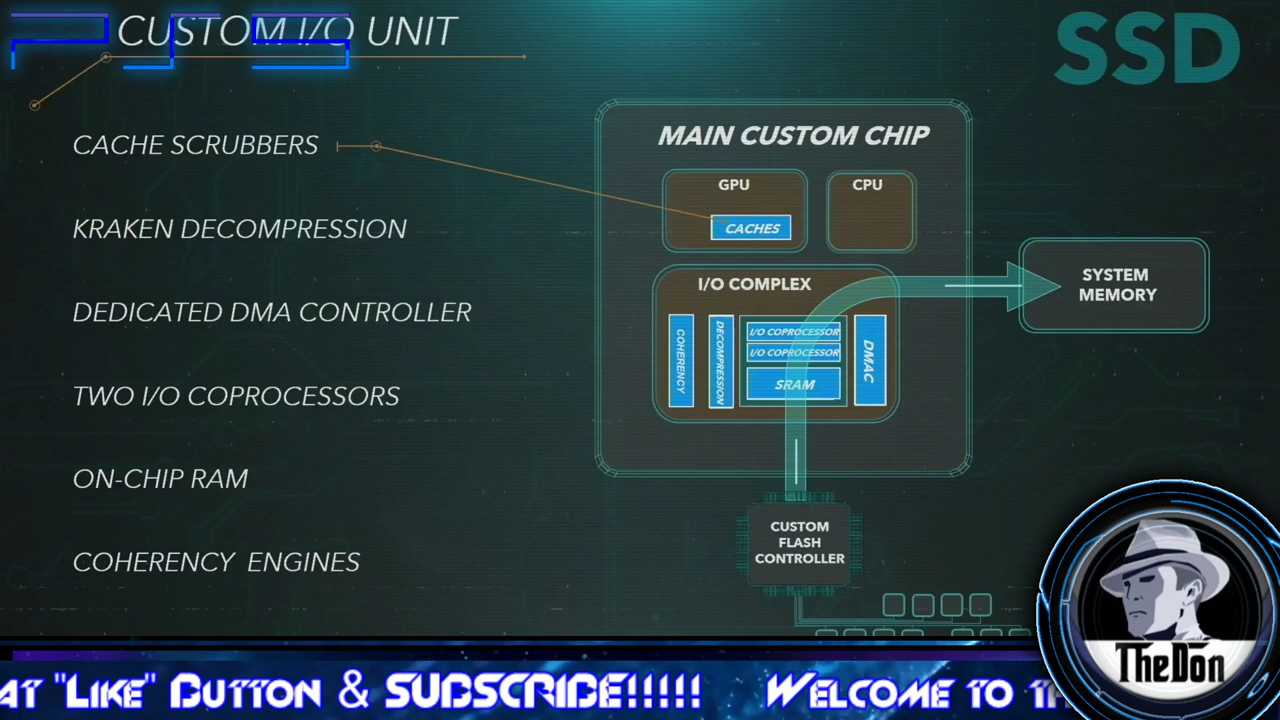 CUSTOM I/O UNIT
SSD
CACHE SCRUBBERS
KRAKEN DECOMPRESSION
DEDICATED DMA CONTROLLER
TWO I/O COPROCESSORS
ON-CHIP RAM
COHERENCY ENGINES
MAIN CUSTOM CHIP
GPU
CACHES
CPU
I/O COMPLEX
COHERENCY
DECOMPRESSION
I/O COPROCESSOR
I/O COPROCESSOR
SRAM
DMAC
SYSTEM
MEMORY
CUSTOM
FLASH
CONTROLLER
TheDon
at "Like" Button & SUBSCRIBE!!!!! Welcome to